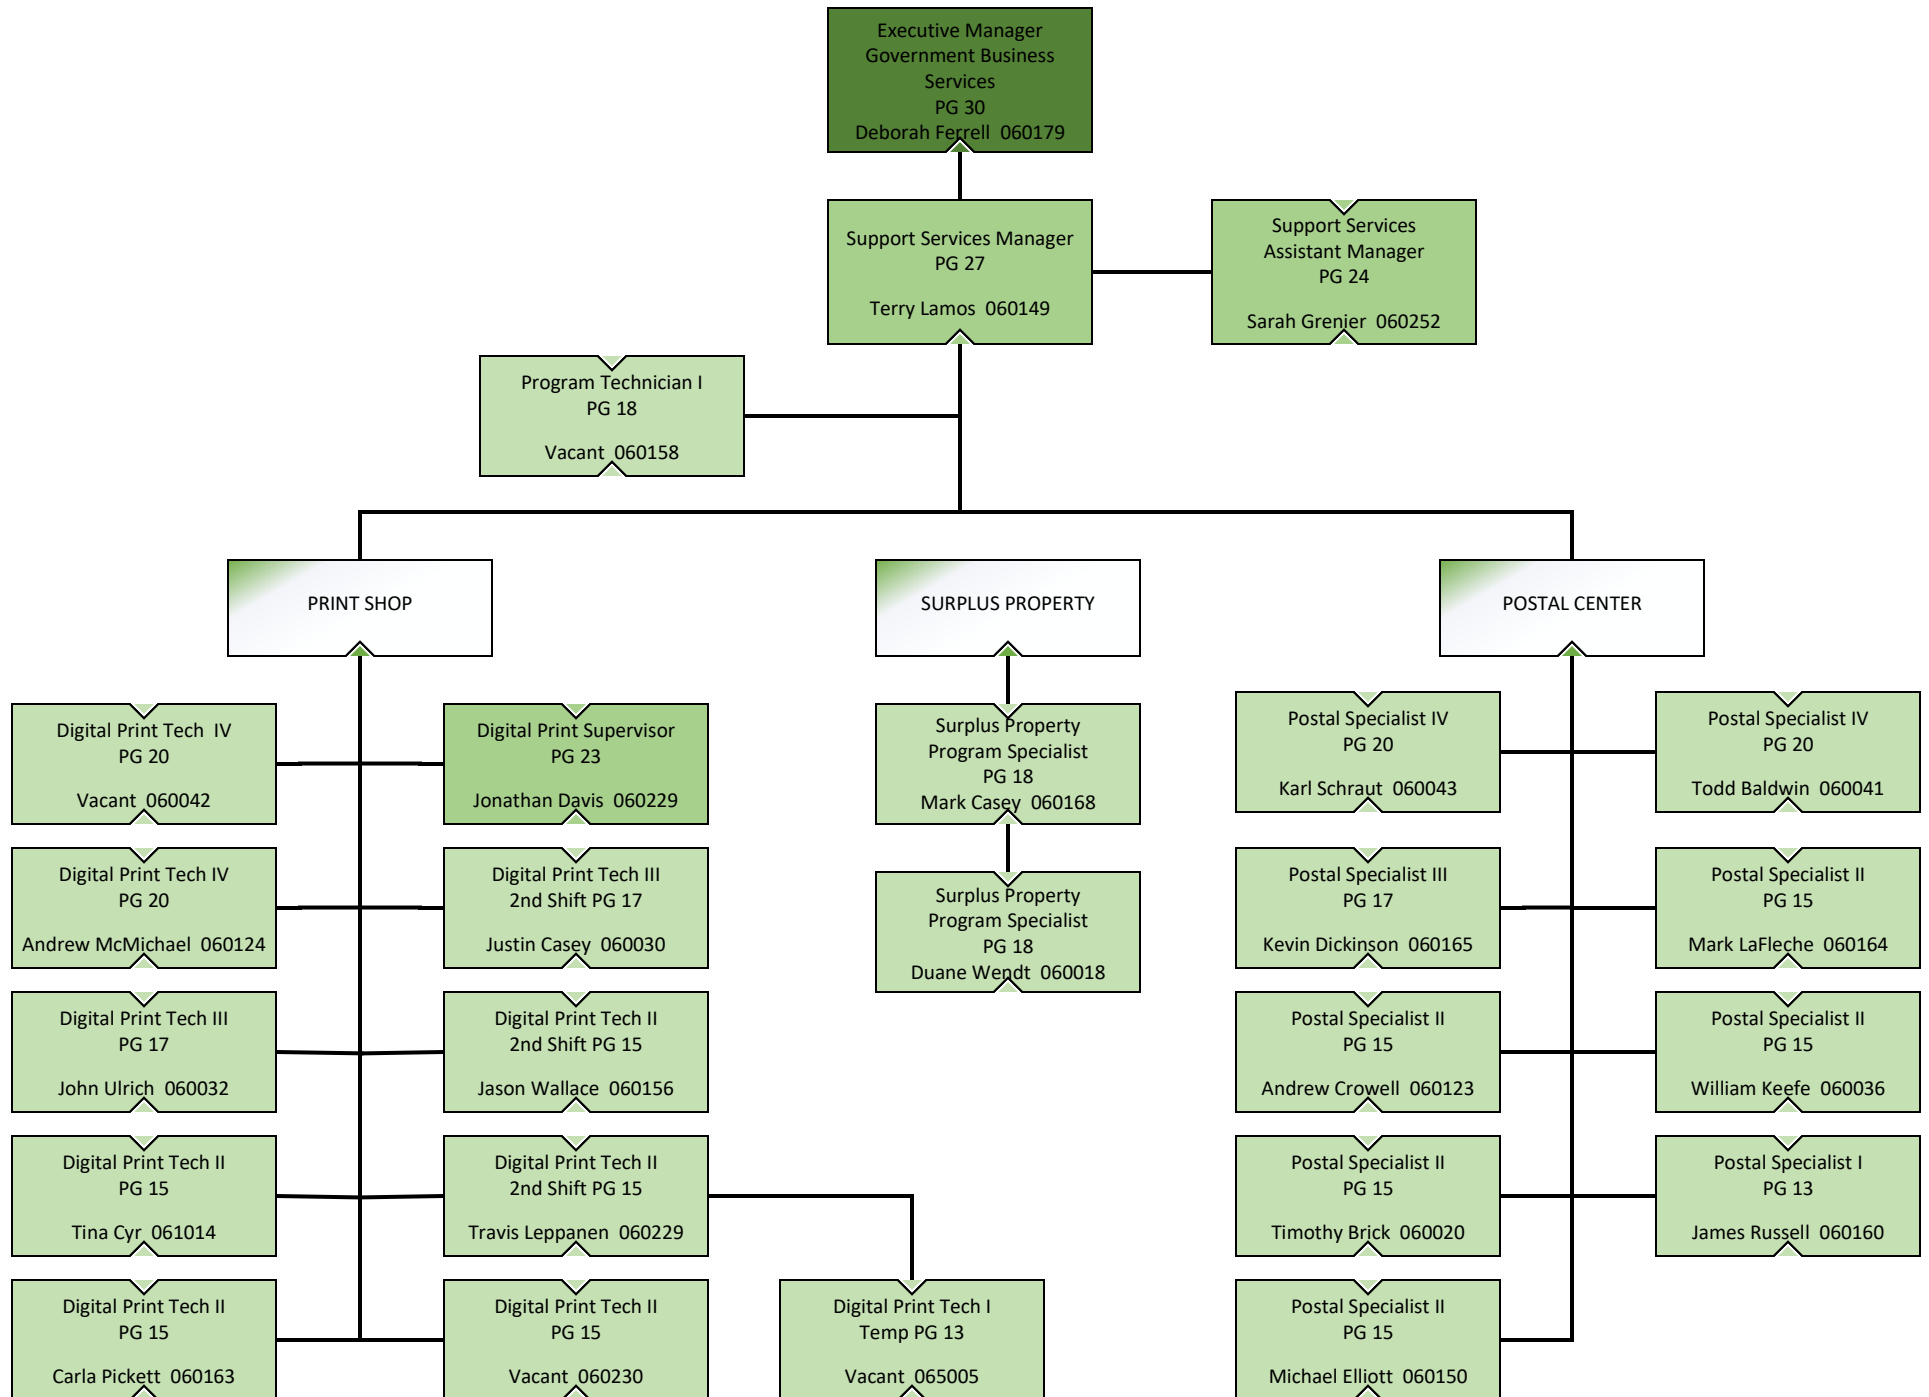 Executive Manager
Government Business
Services
PG 30
Deborah Ferrell 060179
Support Services Manager
PG 27
Terry Lamos 060149
Support Services
Assistant Manager
PG 24
Sarah Grenier 060252
Program Technician I
PG 18
Vacant 060158
PRINT SHOP
SURPLUS PROPERTY
POSTAL CENTER
Digital Print Tech IV
PG 20
Vacant 060042
Digital Print Supervisor
PG 23
Jonathan Davis 060229
Digital Print Tech IV
PG 20
Andrew McMichael 060124
Digital Print Tech III
2nd Shift PG 17
Justin Casey 060030
Digital Print Tech III
PG 17
John Ulrich 060032
Digital Print Tech II
2nd Shift PG 15
Jason Wallace 060156
Digital Print Tech II
PG 15
Tina Cyr 061014
Digital Print Tech II
2nd Shift PG 15
Travis Leppanen 060229
Digital Print Tech II
PG 15
Carla Pickett 060163
Digital Print Tech II
PG 15
Vacant 060230
Digital Print Tech I
Temp PG 13
Vacant 065005
Surplus Property
Program Specialist
PG 18
Mark Casey 060168
Surplus Property
Program Specialist
PG 18
Duane Wendt 060018
Postal Specialist IV
PG 20
Karl Schraut 060043
Postal Specialist IV
PG 20
Todd Baldwin 060041
Postal Specialist III
PG 17
Kevin Dickinson 060165
Postal Specialist II
PG 15
Mark LaFleche 060164
Postal Specialist II
PG 15
Andrew Crowell 060123
Postal Specialist II
PG 15
William Keefe 060036
Postal Specialist II
PG 15
Timothy Brick 060020
Postal Specialist I
PG 13
James Russell 060160
Postal Specialist II
PG 15
Michael Elliott 060150